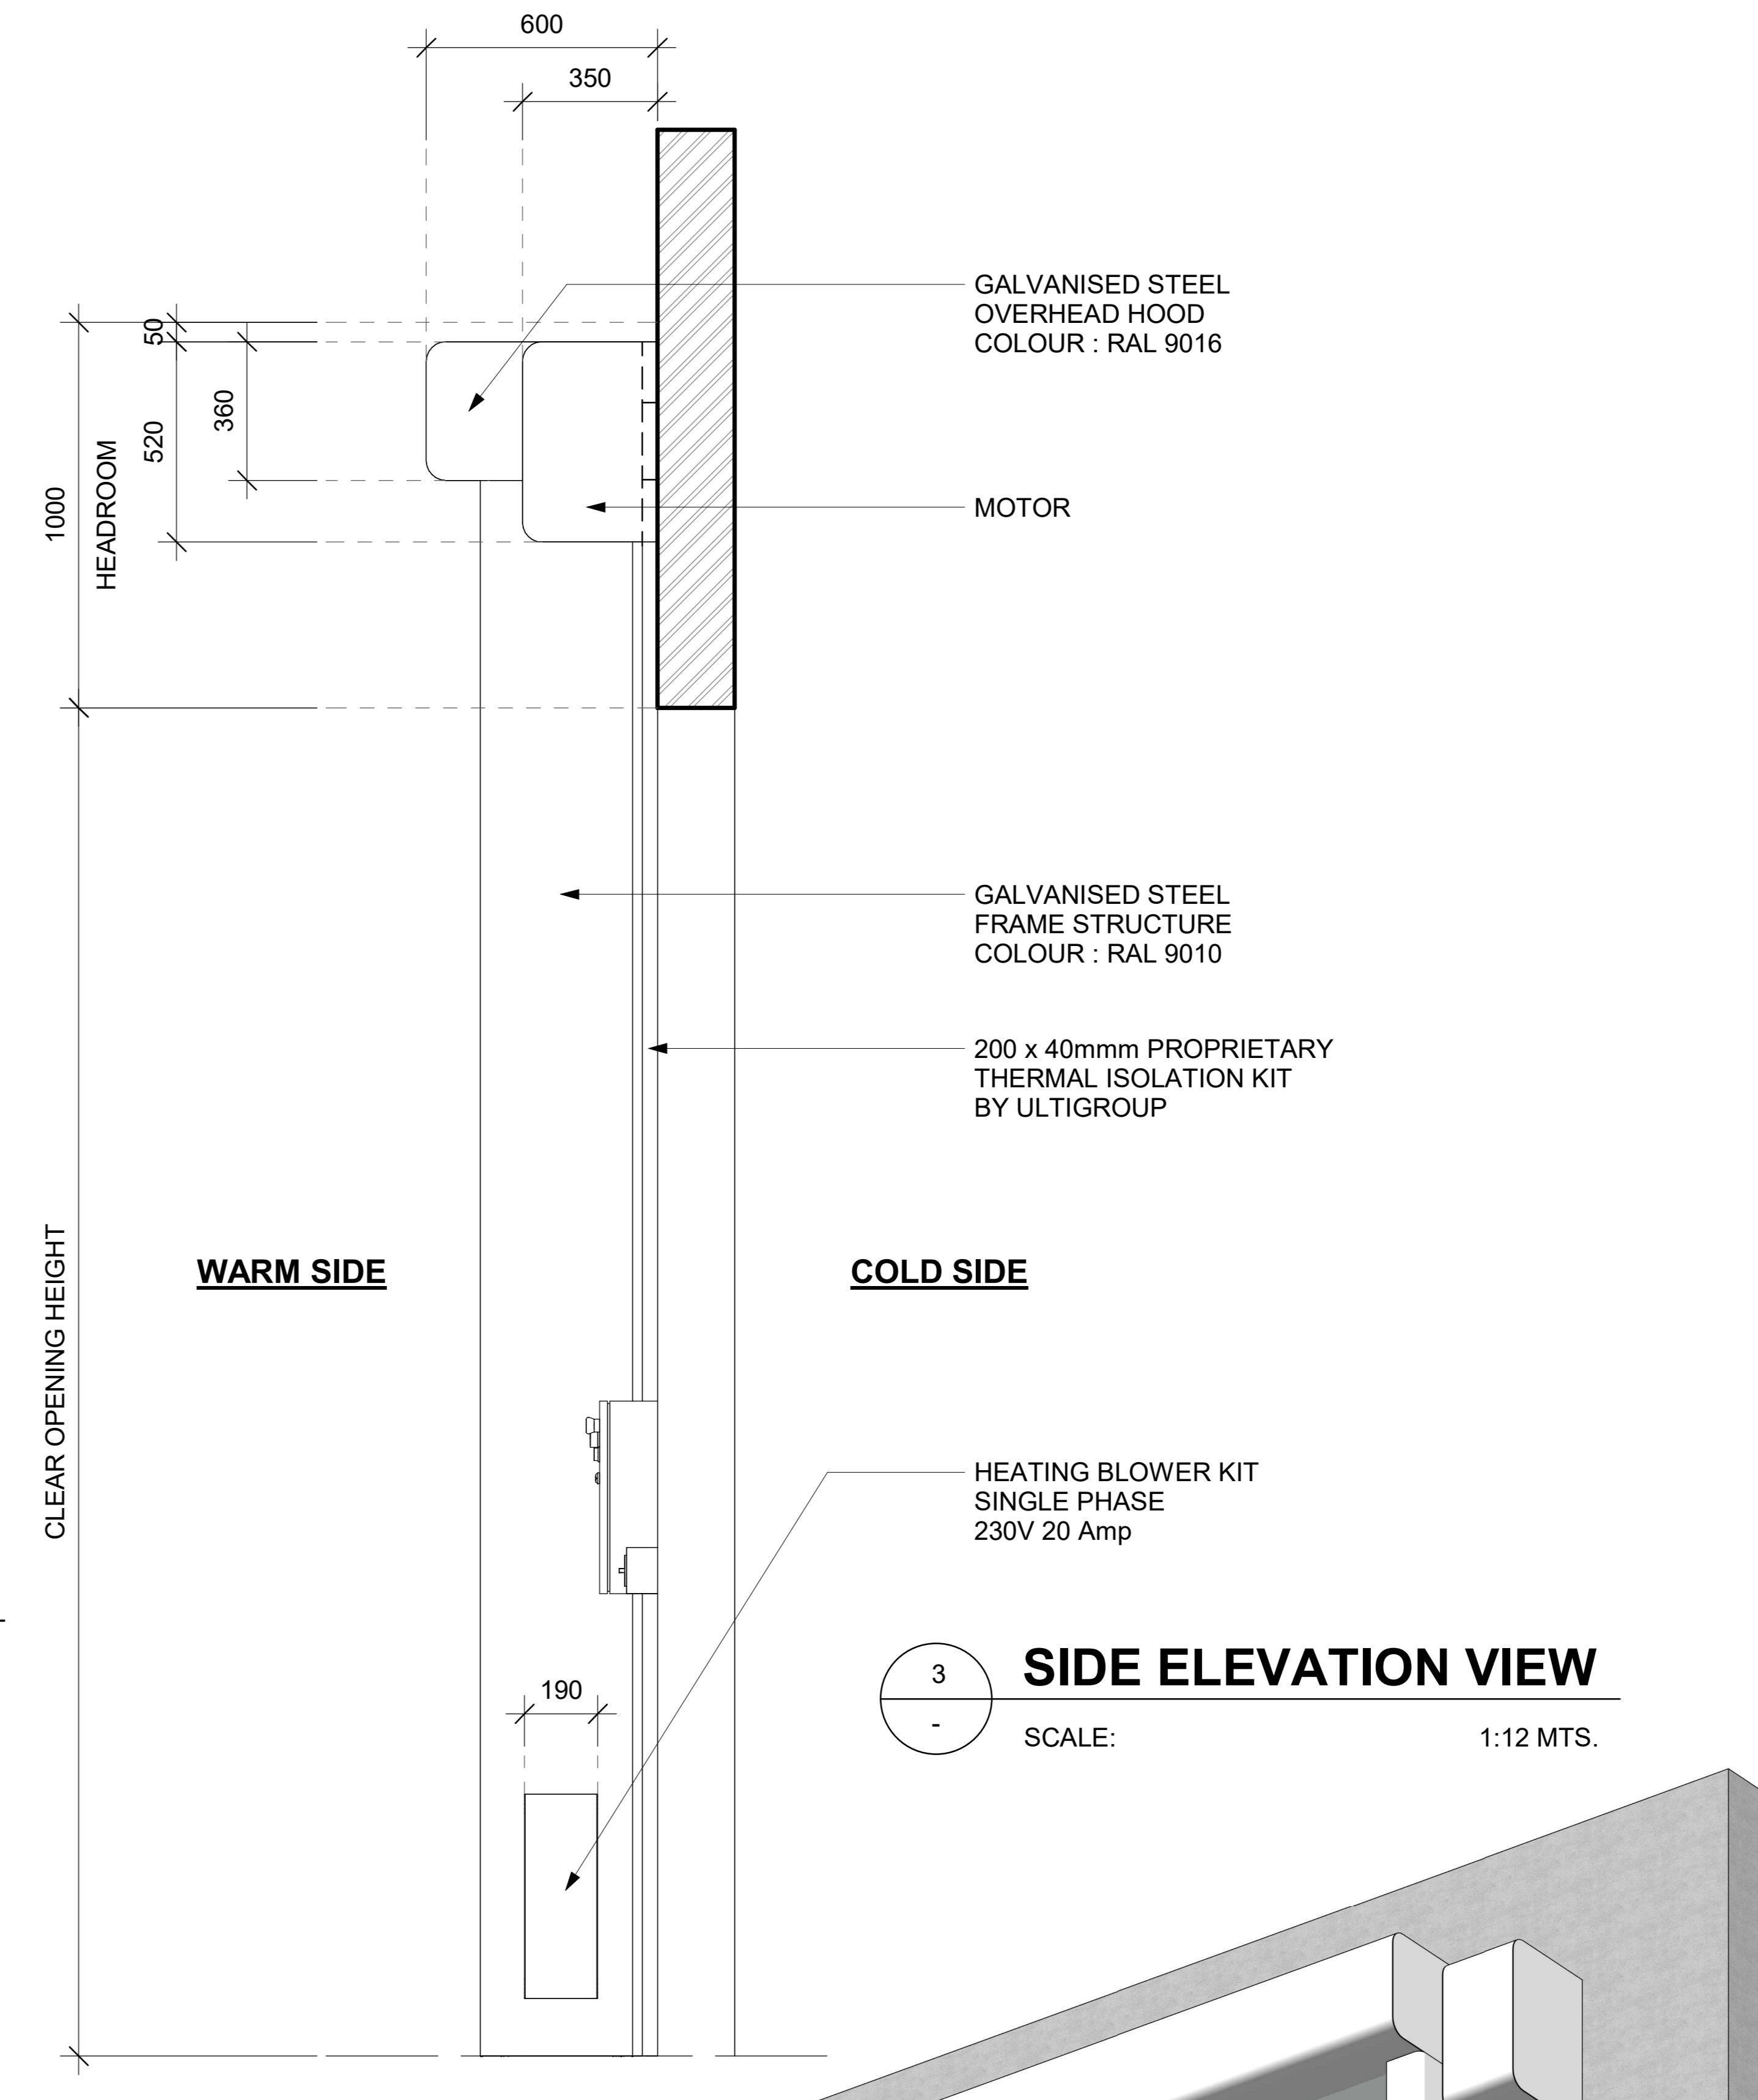 600
350
GALVANISED STEEL
OVERHEAD HOOD
COLOUR : RAL 9016
50
360
520
HEADROOM
1000
MOTOR
GALVANISED STEEL
FRAME STRUCTURE
COLOUR : RAL 9010
200 x 40mmm PROPRIETARY
THERMAL ISOLATION KIT
BY ULTIGROUP
CLEAR OPENING HEIGHT
WARM SIDE
COLD SIDE
HEATING BLOWER KIT
SINGLE PHASE
230V 20 Amp
190
3
-
SIDE ELEVATION VIEW
SCALE: 1:12 MTS.